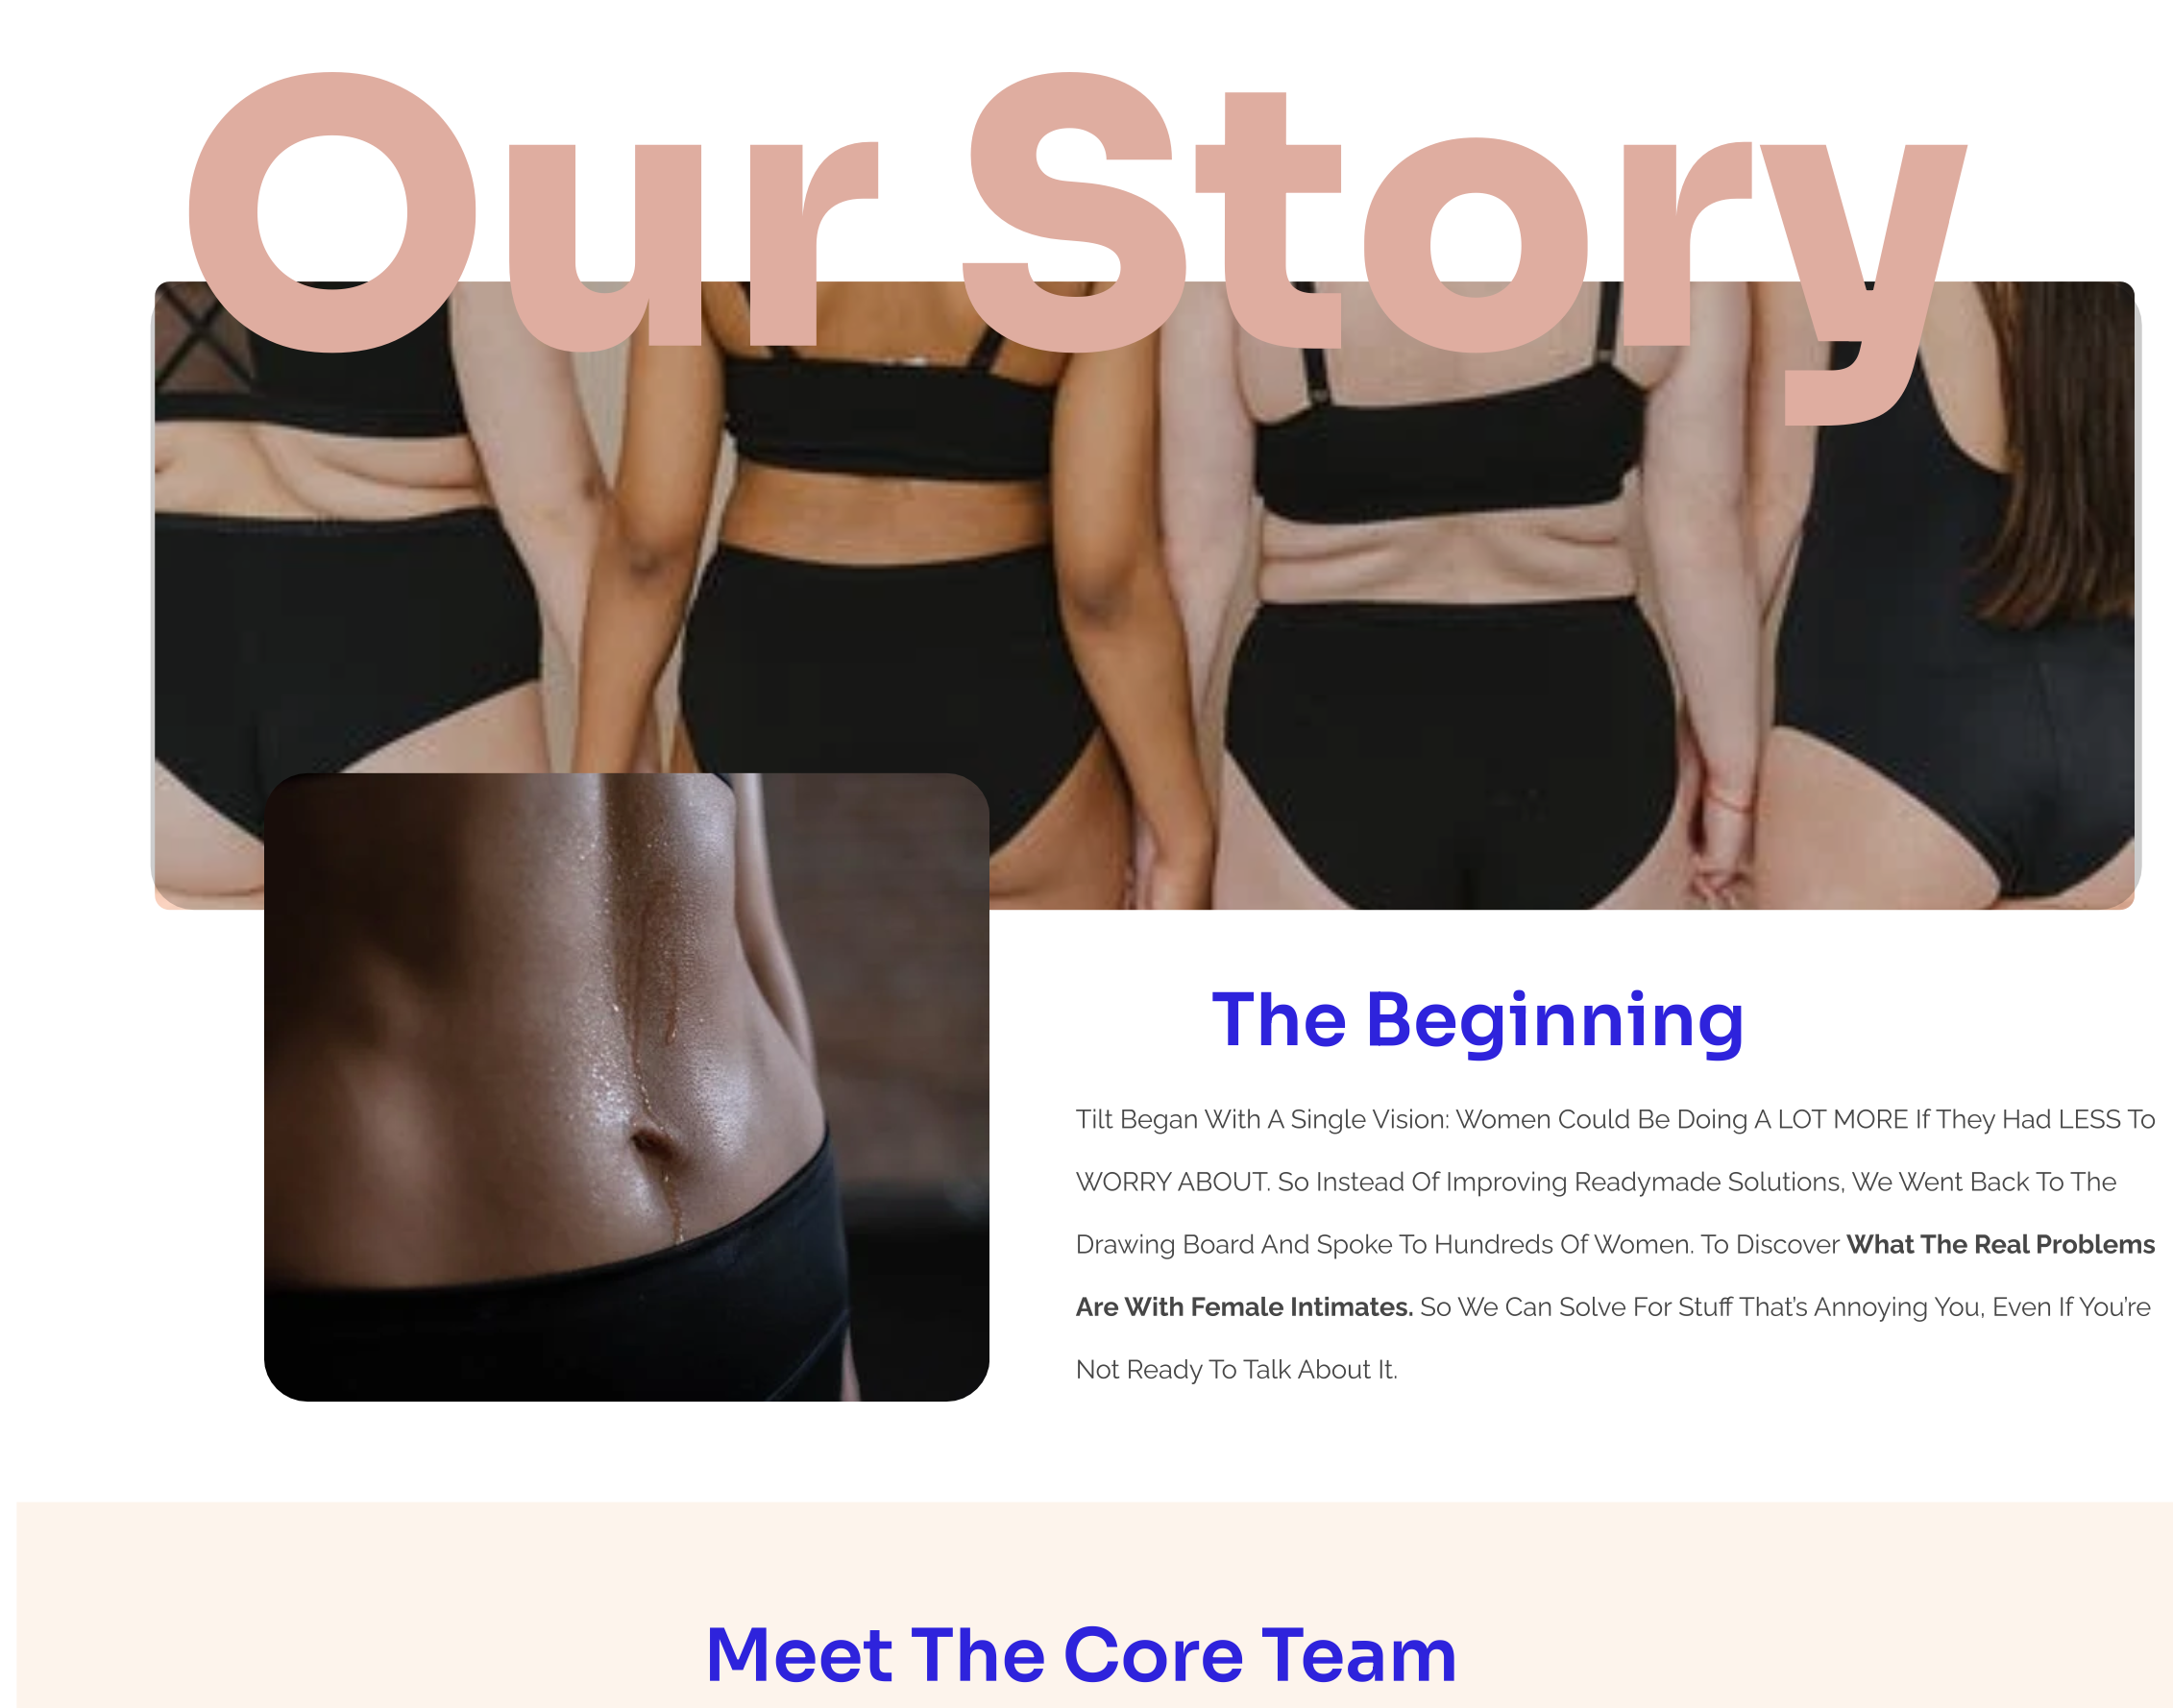 Our Story
The Beginning
Tilt Began With A Single Vision: Women Could Be Doing A LOT MORE If They Had LESS To
WORRY ABOUT. So Instead Of Improving Readymade Solutions, We Went Back To The
Drawing Board And Spoke To Hundreds Of Women. To Discover What The Real Problems
Are With Female Intimates. So We Can Solve For Stuff That’s Annoying You, Even If You’re
Not Ready To Talk About It.
Meet The Core Team